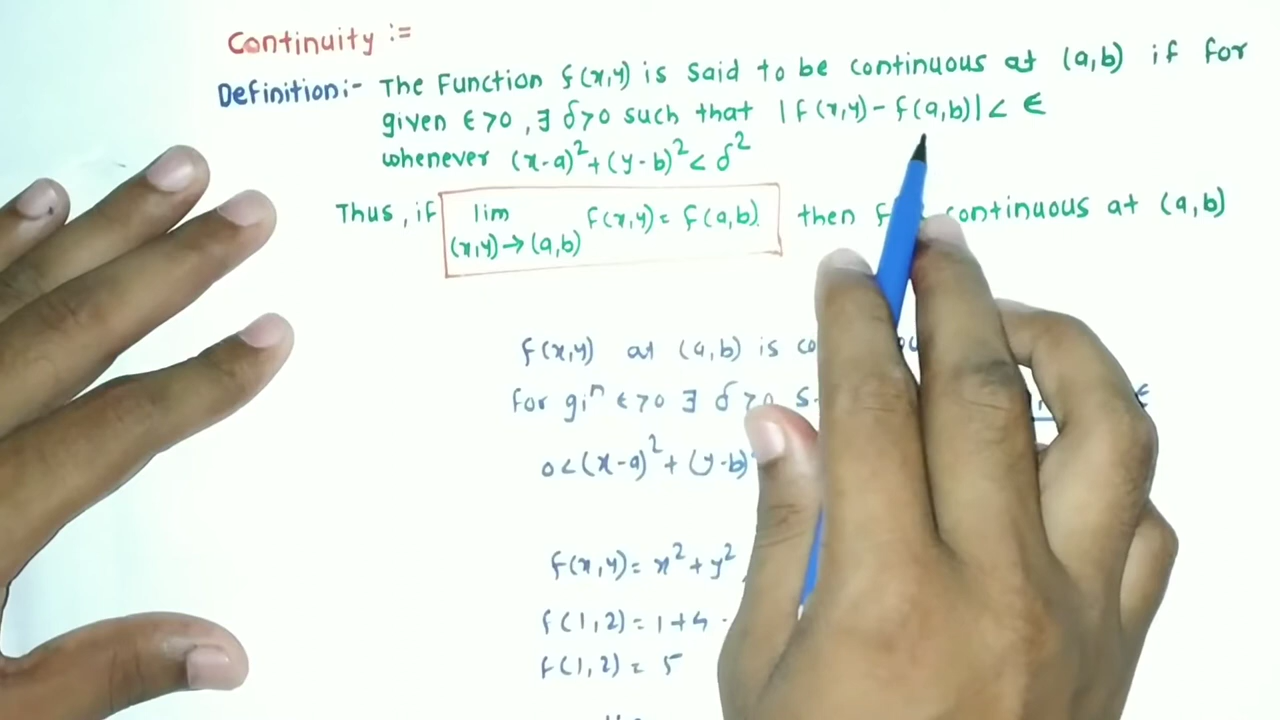 Continuity :=
Definition:- The Function f(x,y) is said to be continuous at (a,b) if for
given ϵ>0, ∃ δ>0 such that |f(x,y)-f(a,b)|< ϵ
whenever (x-a)²+(y-b)²< δ²
Thus, if lim f(x,y)= f(a,b). then continuous at (a,b)
(x,y)→(a,b)
f(x,y) at (a,b) is
For giⁿ ϵ>0 ∃ δ>0 ϵ
0<(x-a)²+(y-b)
f(x,y)= x²+y²
f(1,2)=1+4
f(1,2)= 5